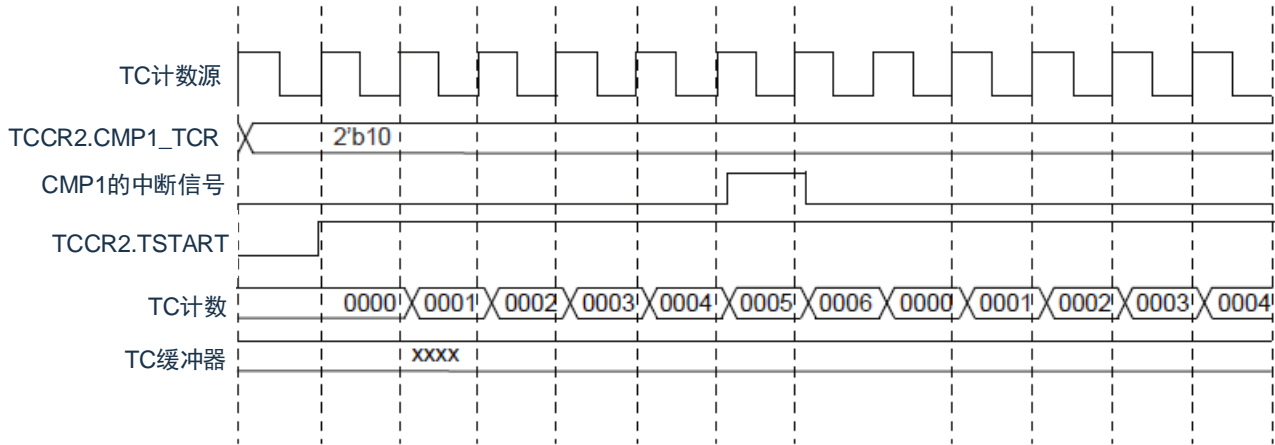 TC计数源
TCCR2.CMP1_TCR 2'b10
CMP1的中断信号
TCCR2.TSTART
TC计数 0000 0001 0002 0003 0004 0005 0006 0000 0001 0002 0003 0004
TC缓冲器 xxxx